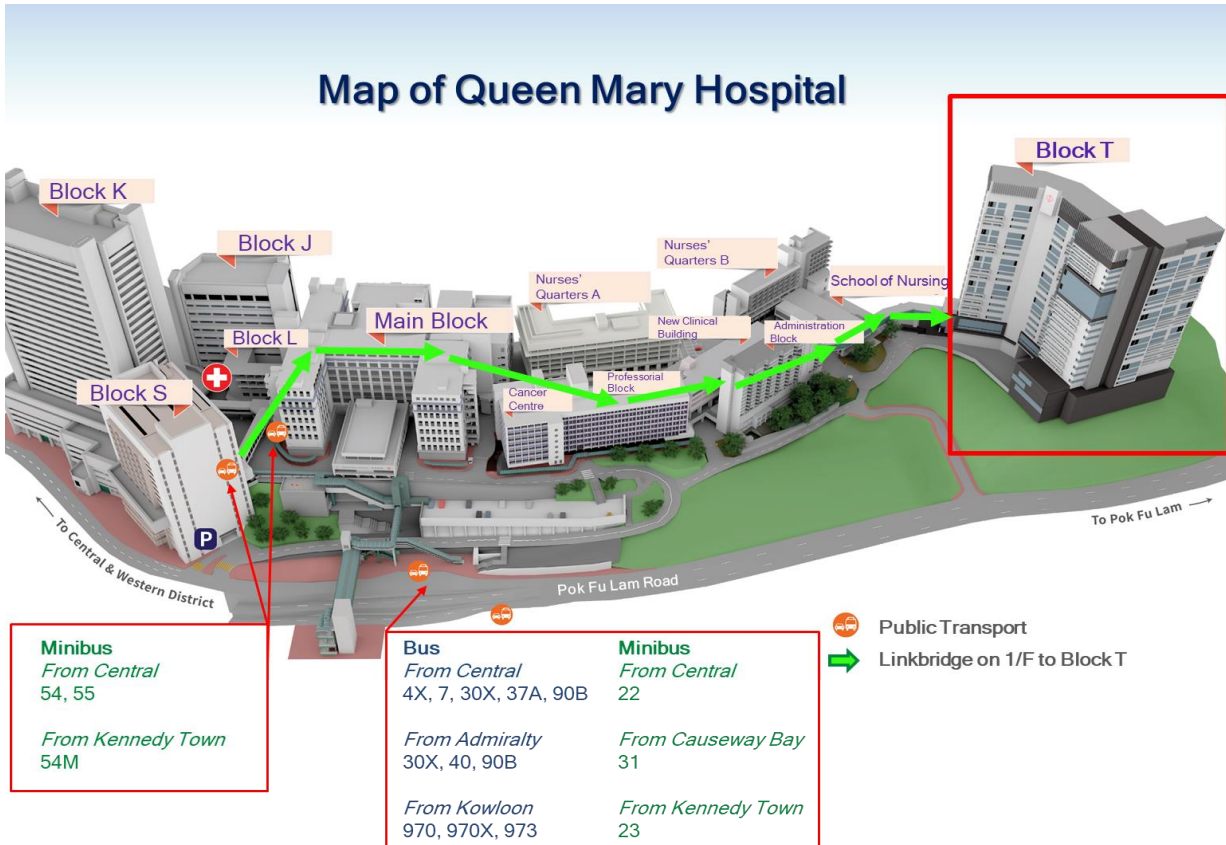 Map of Queen Mary Hospital
Block T
Block K
Block J
Nurses'
Quarters B
Nurses'
Quarters A
School of Nursing
Main Block
Block L
New Clinical
Building
Administration
Block
Professorial
Block
Block S
Cancer
Centre
P
← To Central & Western District
To Pok Fu Lam →
Pok Fu Lam Road
Minibus
From Central
54, 55
From Kennedy Town
54M
Bus
From Central
4X, 7, 30X, 37A, 90B
From Admiralty
30X, 40, 90B
From Kowloon
970, 970X, 973
Minibus
From Central
22
From Causeway Bay
31
From Kennedy Town
23
Public Transport
Linkbridge on 1/F to Block T